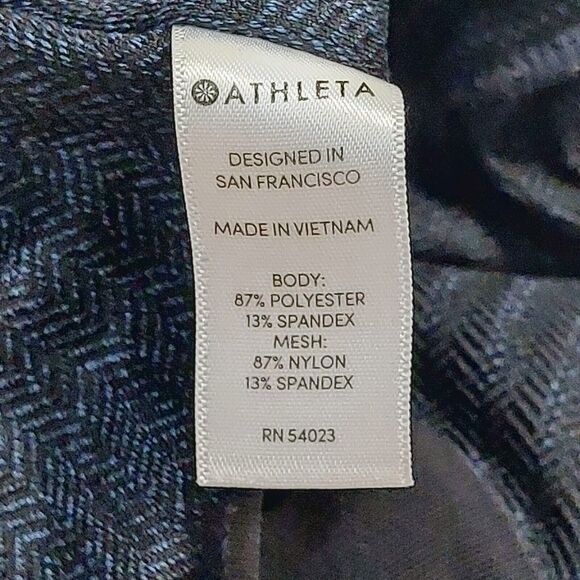 ATHLETA
DESIGNED IN
SAN FRANCISCO
MADE IN VIETNAM
BODY:
87% POLYESTER
13% SPANDEX
MESH:
87% NYLON
13% SPANDEX
RN 54023